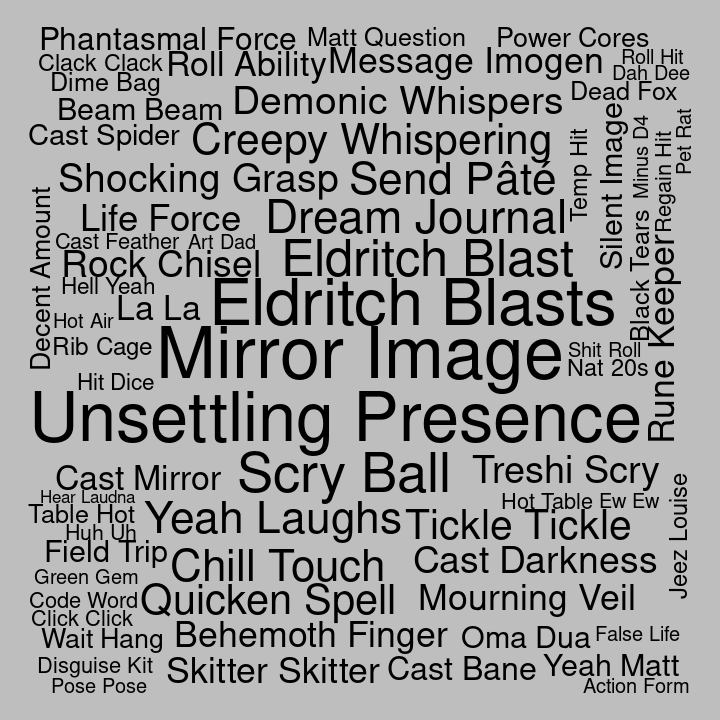 Phantasmal Force
Matt Question
Power Cores
Clack Clack
Roll Ability
Message Imogen
Roll Hit
Dah Dee
Dime Bag
Beam Beam
Demonic Whispers
Dead Fox
Cast Spider
Creepy Whispering
Temp Hit
Silent Image
Minus D4
Regain Hit
Pet Rat
Shocking Grasp
Send Pâté
Life Force
Dream Journal
Decent Amount
Cast Feather
Art Dad
Rock Chisel
Eldritch Blast
Black Tears
Rune Keeper
Hell Yeah
La La
Eldritch Blasts
Hot Air
Rib Cage
Mirror Image
Shit Roll
Nat 20s
Hit Dice
Unsettling Presence
Cast Mirror
Scry Ball
Treshi Scry
Hear Laudna
Table Hot
Yeah Laughs
Hot Table
Ew Ew
Tickle Tickle
Jeez Louise
Huh Uh
Field Trip
Chill Touch
Cast Darkness
Green Gem
Code Word
Quicken Spell
Mourning Veil
Click Click
Wait Hang
Behemoth Finger
Oma Dua
False Life
Disguise Kit
Skitter Skitter
Cast Bane
Yeah Matt
Pose Pose
Action Form